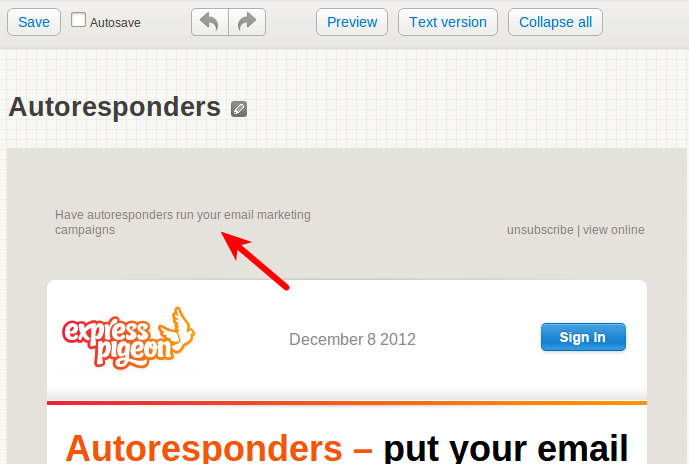 Save Autosave Preview Text version Collapse all
Autoresponders
Have autoresponders run your email marketing
campaigns
unsubscribe | view online
express
pigeon
December 8 2012
Sign In
Autoresponders – put your email